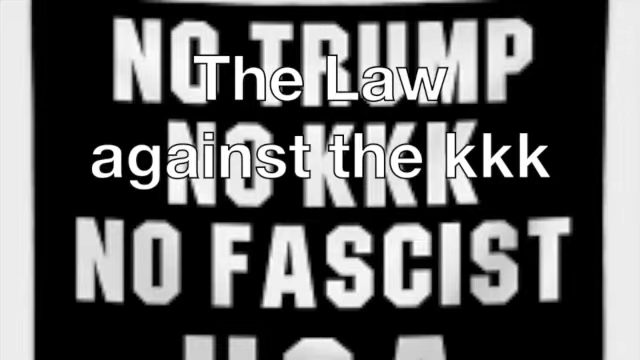 The Law
against the kkk
NO TRUMP
NO KKK
NO FASCIST